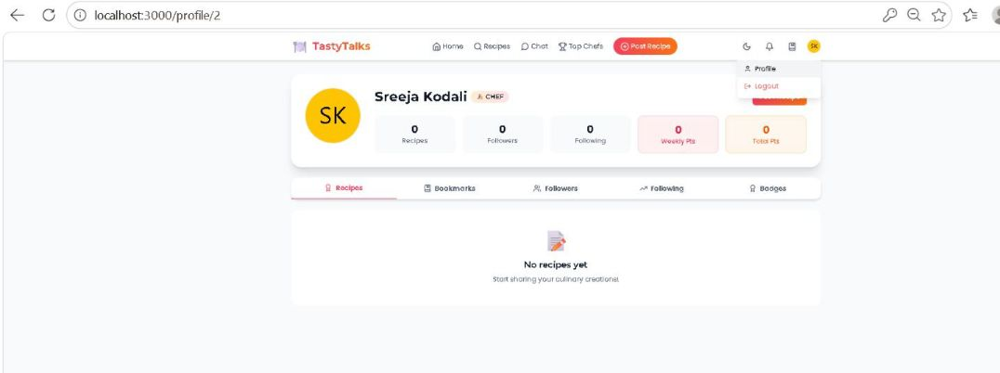 localhost:3000/profile/2
TastyTalks Home Recipes Chat Top Chefs Post Recipe SK
Profile
Logout
SK
Sreeja Kodali CHEF
0 0 0 0 0
Recipes Followers Following Weekly Pts Total Pts
Recipes Bookmarks Followers Following Badges
No recipes yet
Start sharing your culinary creations!